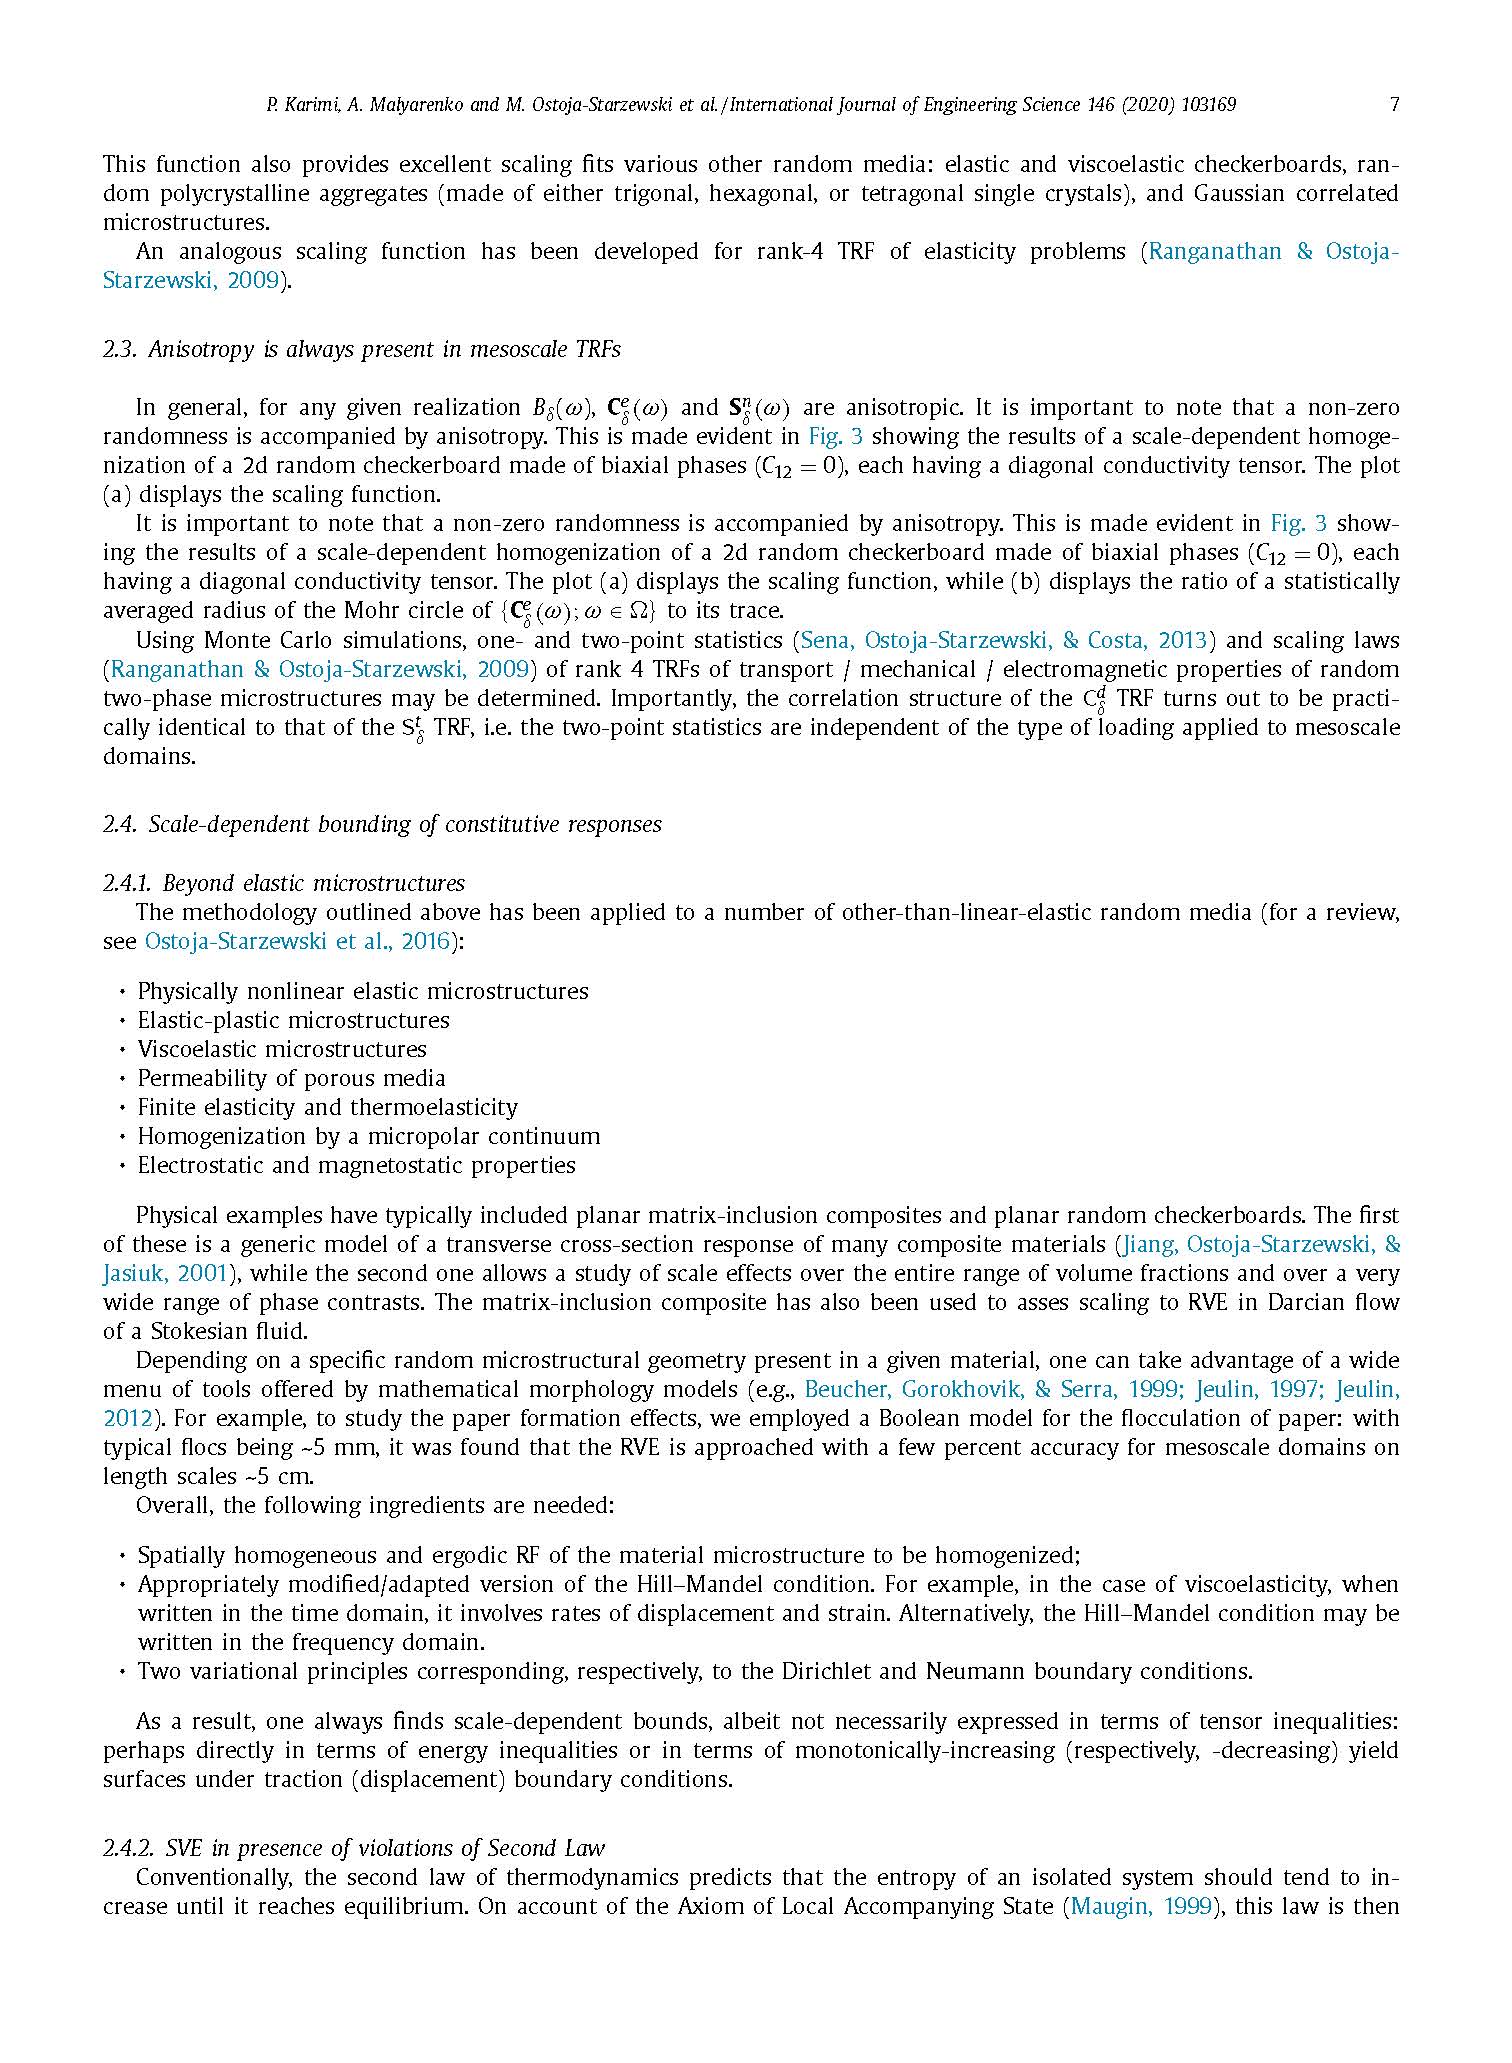 P. Karimi, A. Malyarenko and M. Ostoja-Starzewski et al. / International Journal of Engineering Science 146 (2020) 103169 7
This function also provides excellent scaling fits various other random media: elastic and viscoelastic checkerboards, ran-
dom polycrystalline aggregates (made of either trigonal, hexagonal, or tetragonal single crystals), and Gaussian correlated
microstructures.
An analogous scaling function has been developed for rank-4 TRF of elasticity problems (Ranganathan & Ostoja-
Starzewski, 2009).
2.3. Anisotropy is always present in mesoscale TRFs
In general, for any given realization B_δ(ω), C^e_δ(ω) and S^n_δ(ω) are anisotropic. It is important to note that a non-zero
randomness is accompanied by anisotropy. This is made evident in Fig. 3 showing the results of a scale-dependent homoge-
nization of a 2d random checkerboard made of biaxial phases (C₁₂ = 0), each having a diagonal conductivity tensor. The plot
(a) displays the scaling function.
It is important to note that a non-zero randomness is accompanied by anisotropy. This is made evident in Fig. 3 show-
ing the results of a scale-dependent homogenization of a 2d random checkerboard made of biaxial phases (C₁₂ = 0), each
having a diagonal conductivity tensor. The plot (a) displays the scaling function, while (b) displays the ratio of a statistically
averaged radius of the Mohr circle of {C^e_δ(ω); ω ∈ Ω} to its trace.
Using Monte Carlo simulations, one- and two-point statistics (Sena, Ostoja-Starzewski, & Costa, 2013) and scaling laws
(Ranganathan & Ostoja-Starzewski, 2009) of rank 4 TRFs of transport / mechanical / electromagnetic properties of random
two-phase microstructures may be determined. Importantly, the correlation structure of the C^d_δ TRF turns out to be practi-
cally identical to that of the S^t_δ TRF, i.e. the two-point statistics are independent of the type of loading applied to mesoscale
domains.
2.4. Scale-dependent bounding of constitutive responses
2.4.1. Beyond elastic microstructures
The methodology outlined above has been applied to a number of other-than-linear-elastic random media (for a review,
see Ostoja-Starzewski et al., 2016):
• Physically nonlinear elastic microstructures
• Elastic-plastic microstructures
• Viscoelastic microstructures
• Permeability of porous media
• Finite elasticity and thermoelasticity
• Homogenization by a micropolar continuum
• Electrostatic and magnetostatic properties
Physical examples have typically included planar matrix-inclusion composites and planar random checkerboards. The first
of these is a generic model of a transverse cross-section response of many composite materials (Jiang, Ostoja-Starzewski, &
Jasiuk, 2001), while the second one allows a study of scale effects over the entire range of volume fractions and over a very
wide range of phase contrasts. The matrix-inclusion composite has also been used to asses scaling to RVE in Darcian flow
of a Stokesian fluid.
Depending on a specific random microstructural geometry present in a given material, one can take advantage of a wide
menu of tools offered by mathematical morphology models (e.g., Beucher, Gorokhovik, & Serra, 1999; Jeulin, 1997; Jeulin,
2012). For example, to study the paper formation effects, we employed a Boolean model for the flocculation of paper: with
typical flocs being ~5 mm, it was found that the RVE is approached with a few percent accuracy for mesoscale domains on
length scales ~5 cm.
Overall, the following ingredients are needed:
• Spatially homogeneous and ergodic RF of the material microstructure to be homogenized;
• Appropriately modified/adapted version of the Hill–Mandel condition. For example, in the case of viscoelasticity, when
written in the time domain, it involves rates of displacement and strain. Alternatively, the Hill–Mandel condition may be
written in the frequency domain.
• Two variational principles corresponding, respectively, to the Dirichlet and Neumann boundary conditions.
As a result, one always finds scale-dependent bounds, albeit not necessarily expressed in terms of tensor inequalities:
perhaps directly in terms of energy inequalities or in terms of monotonically-increasing (respectively, -decreasing) yield
surfaces under traction (displacement) boundary conditions.
2.4.2. SVE in presence of violations of Second Law
Conventionally, the second law of thermodynamics predicts that the entropy of an isolated system should tend to in-
crease until it reaches equilibrium. On account of the Axiom of Local Accompanying State (Maugin, 1999), this law is then